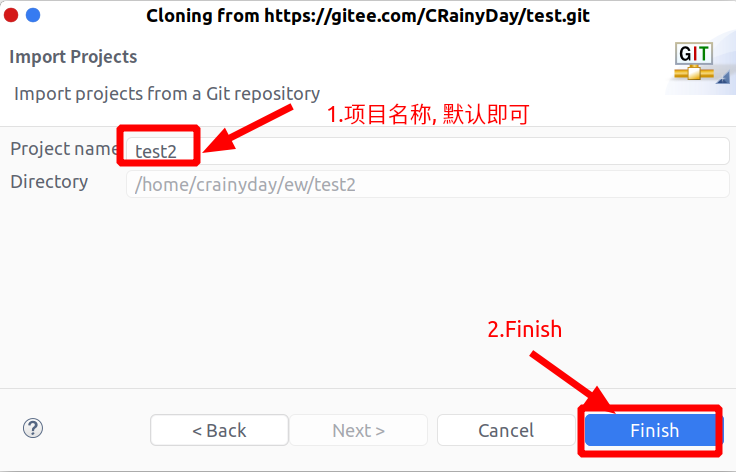 Cloning from https://gitee.com/CRainyDay/test.git
Import Projects
GIT
Import projects from a Git repository
1.项目名称, 默认即可
Project name test2
Directory /home/crainyday/ew/test2
2.Finish
? < Back Next > Cancel Finish